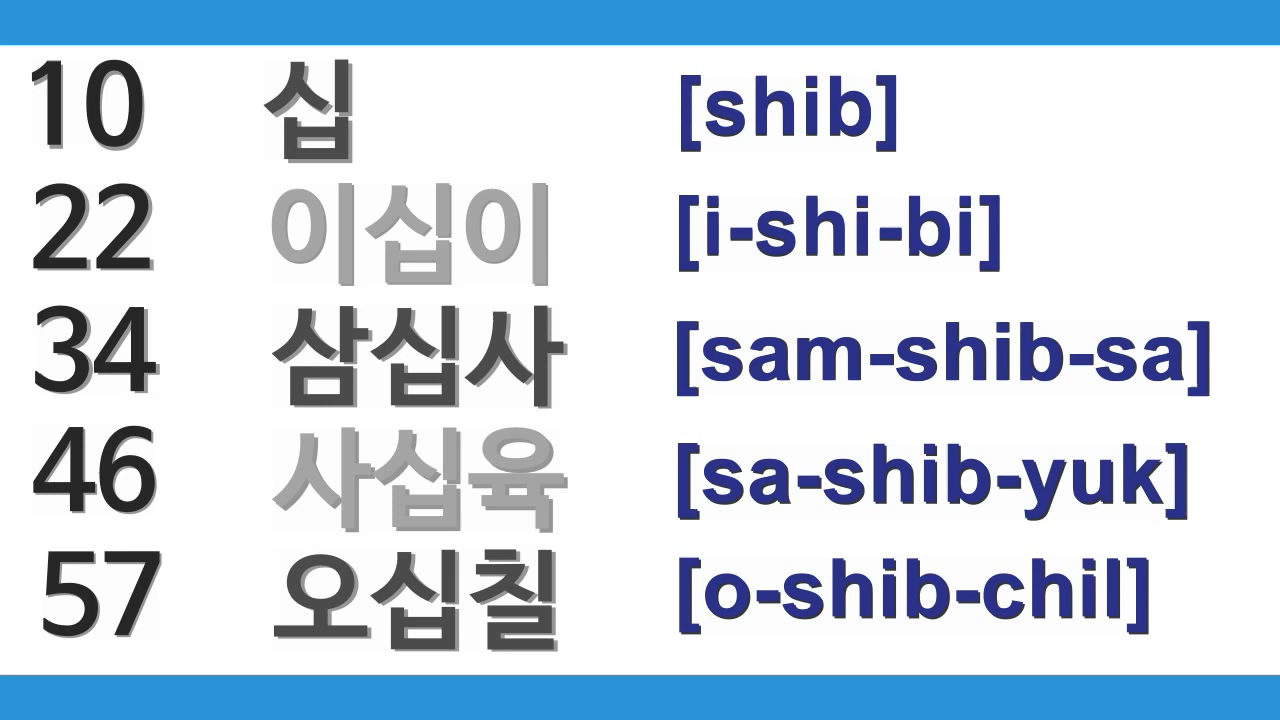 10 십 [shib]
22 이십이 [i-shi-bi]
34 삼십사 [sam-shib-sa]
46 사십육 [sa-shib-yuk]
57 오십칠 [o-shib-chil]